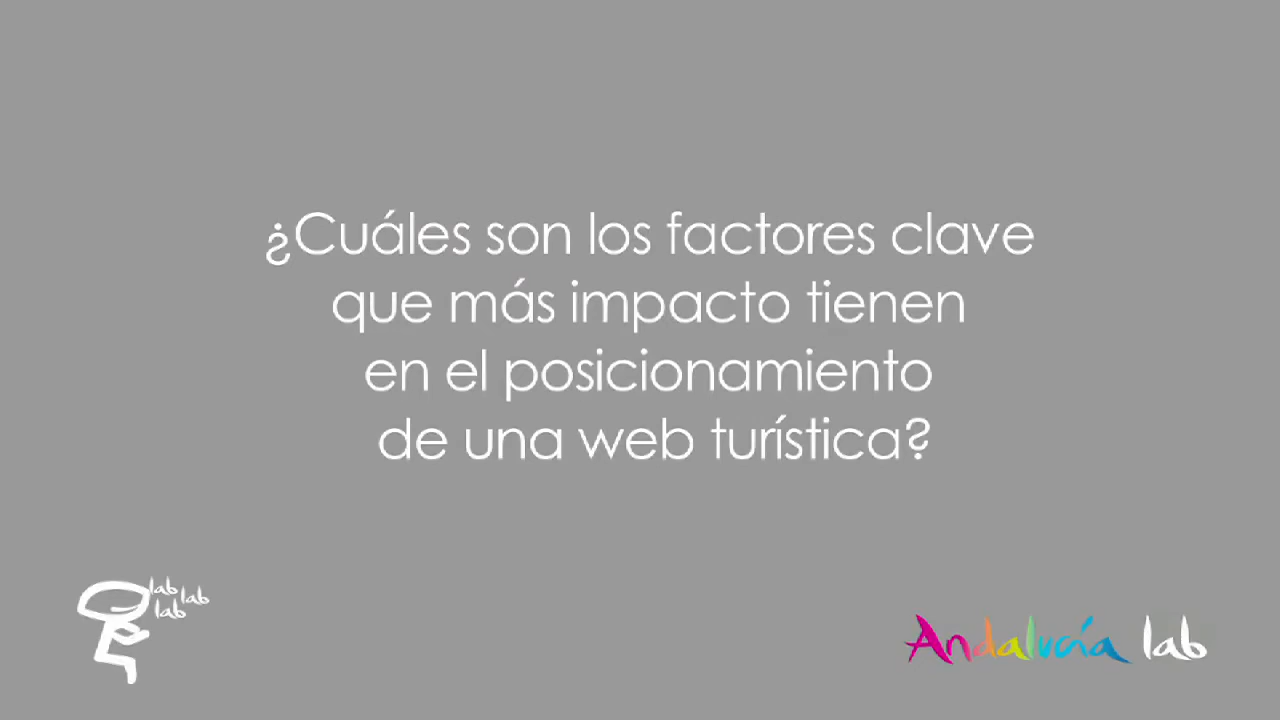 ¿Cuáles son los factores clave
que más impacto tienen
en el posicionamiento
de una web turística?
lab
lab
lab
Andalucía lab